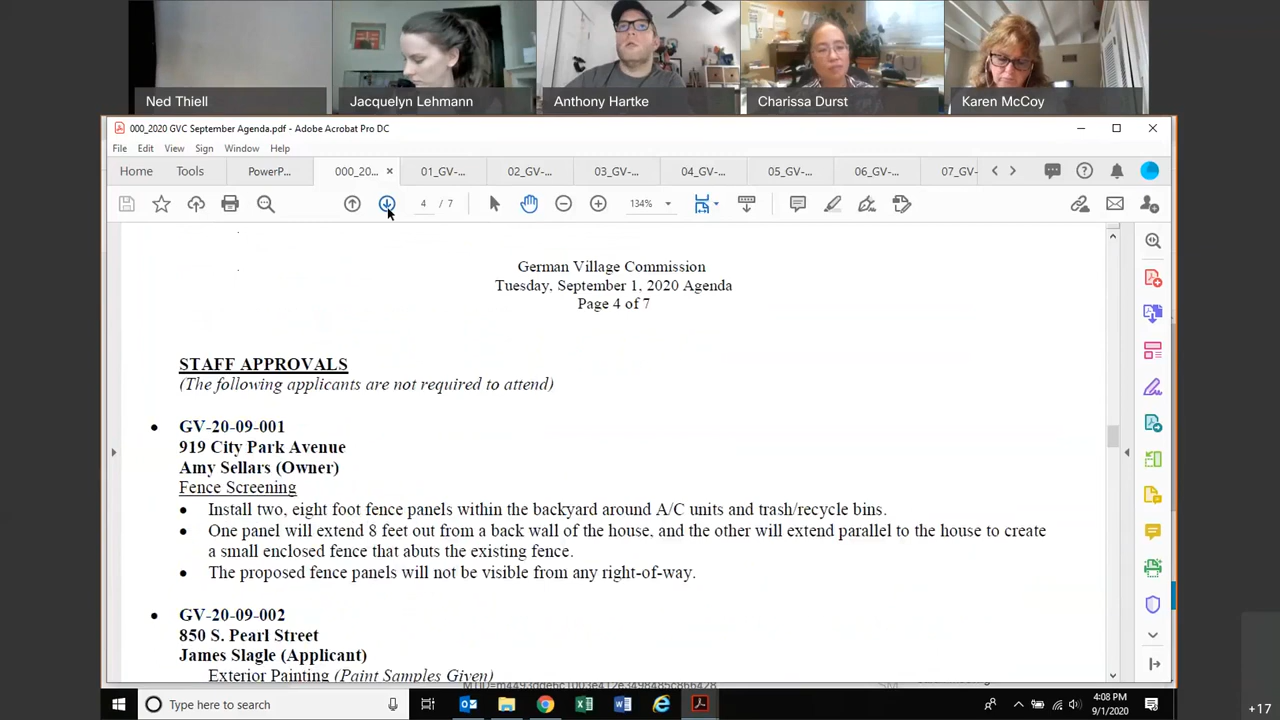 Ned Thiell
Jacquelyn Lehmann
Anthony Hartke
Charissa Durst
Karen McCoy
000_2020 GVC September Agenda.pdf - Adobe Acrobat Pro DC
File Edit View Sign Window Help
Home Tools PowerP... 000_20... × 01_GV-... 02_GV-... 03_GV-... 04_GV-... 05_GV-... 06_GV-... 07_GV-
4 / 7 134%
German Village Commission
Tuesday, September 1, 2020 Agenda
Page 4 of 7
STAFF APPROVALS
(The following applicants are not required to attend)
• GV-20-09-001
919 City Park Avenue
Amy Sellars (Owner)
Fence Screening
• Install two, eight foot fence panels within the backyard around A/C units and trash/recycle bins.
• One panel will extend 8 feet out from a back wall of the house, and the other will extend parallel to the house to create
a small enclosed fence that abuts the existing fence.
• The proposed fence panels will not be visible from any right-of-way.
• GV-20-09-002
850 S. Pearl Street
James Slagle (Applicant)
Exterior Painting (Paint Samples Given)
Type here to search
4:08 PM
9/1/2020
+17